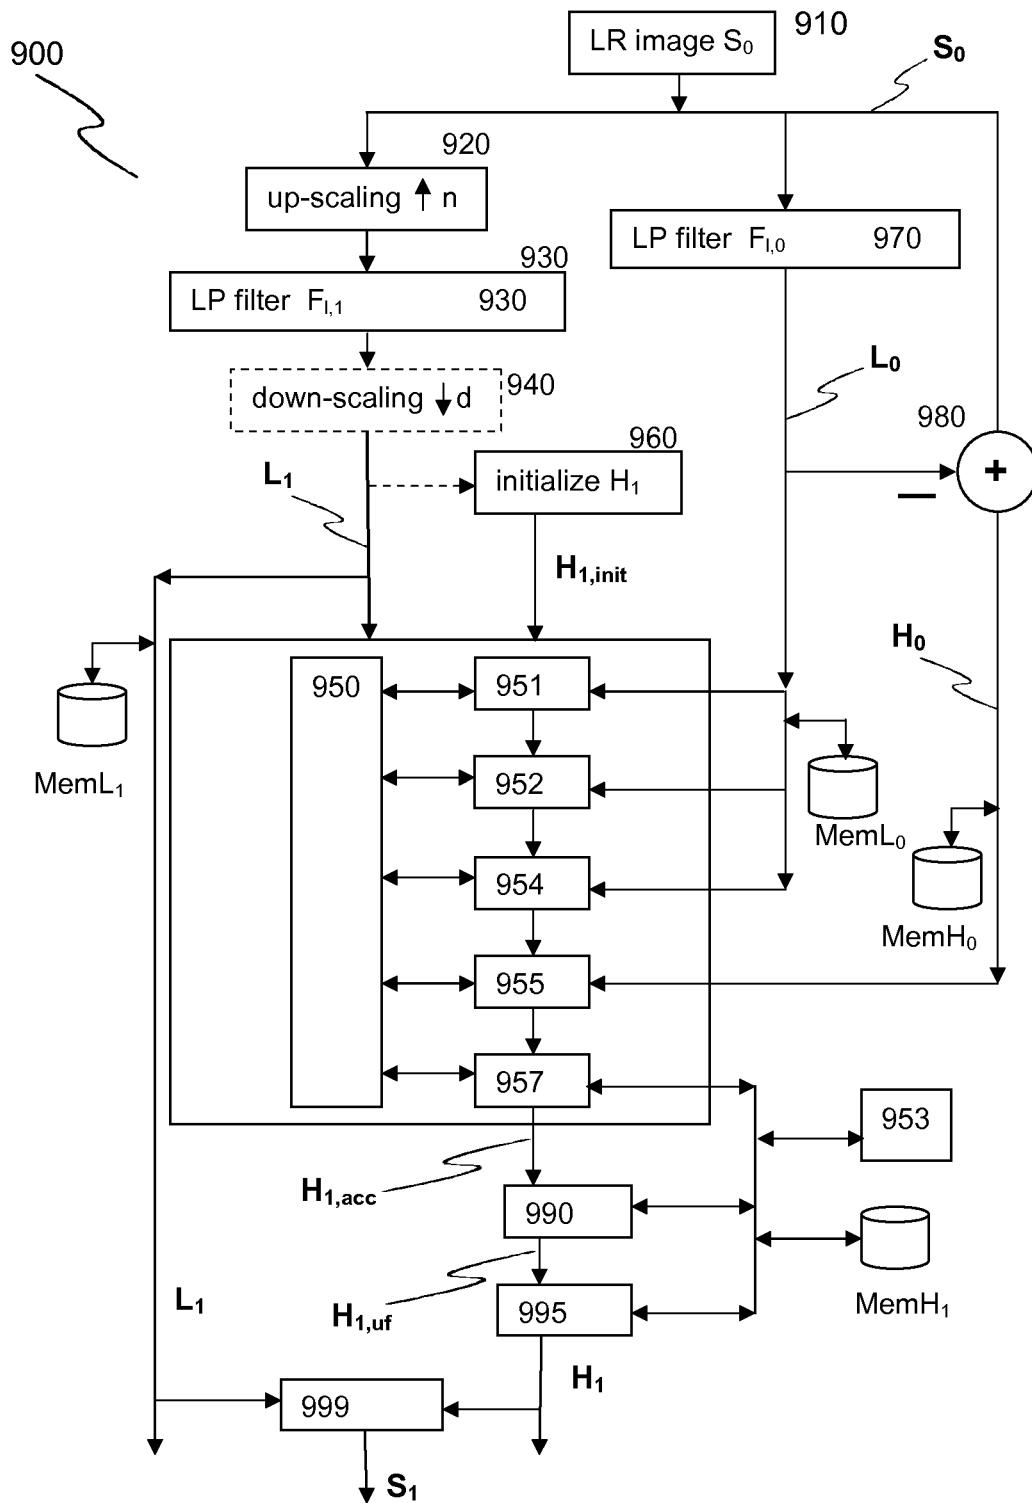 900
LR image S₀
910
S₀
920
up-scaling ↑ n
LP filter F_l,0 970
930
LP filter F_l,1 930
down-scaling ↓ d
940
L₀
980
960
initialize H₁
+
—
L₁
H₁,init
H₀
950
951
MemL₁
952
MemL₀
954
MemH₀
955
957
953
H₁,acc
990
MemH₁
H₁,uf
995
L₁
H₁
999
S₁